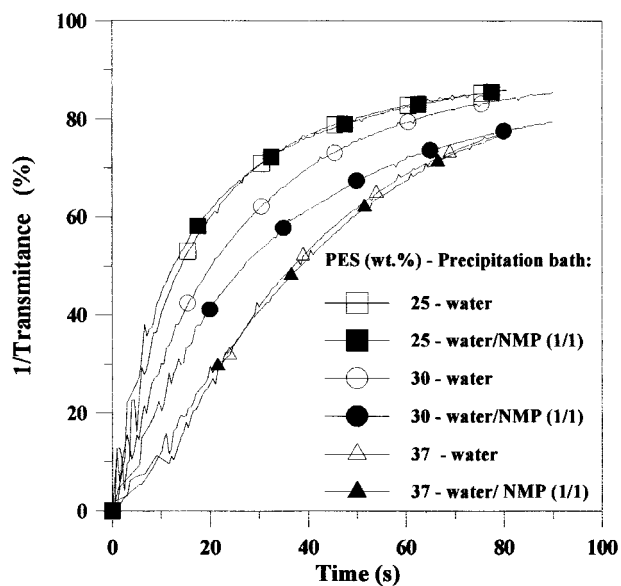 100
80
60
40
20
0
1/Transmitance (%)
PES (wt.%) - Precipitation bath:
25 - water
25 - water/NMP (1/1)
30 - water
30 - water/NMP (1/1)
37 - water
37 - water/ NMP (1/1)
0 20 40 60 80 100
Time (s)